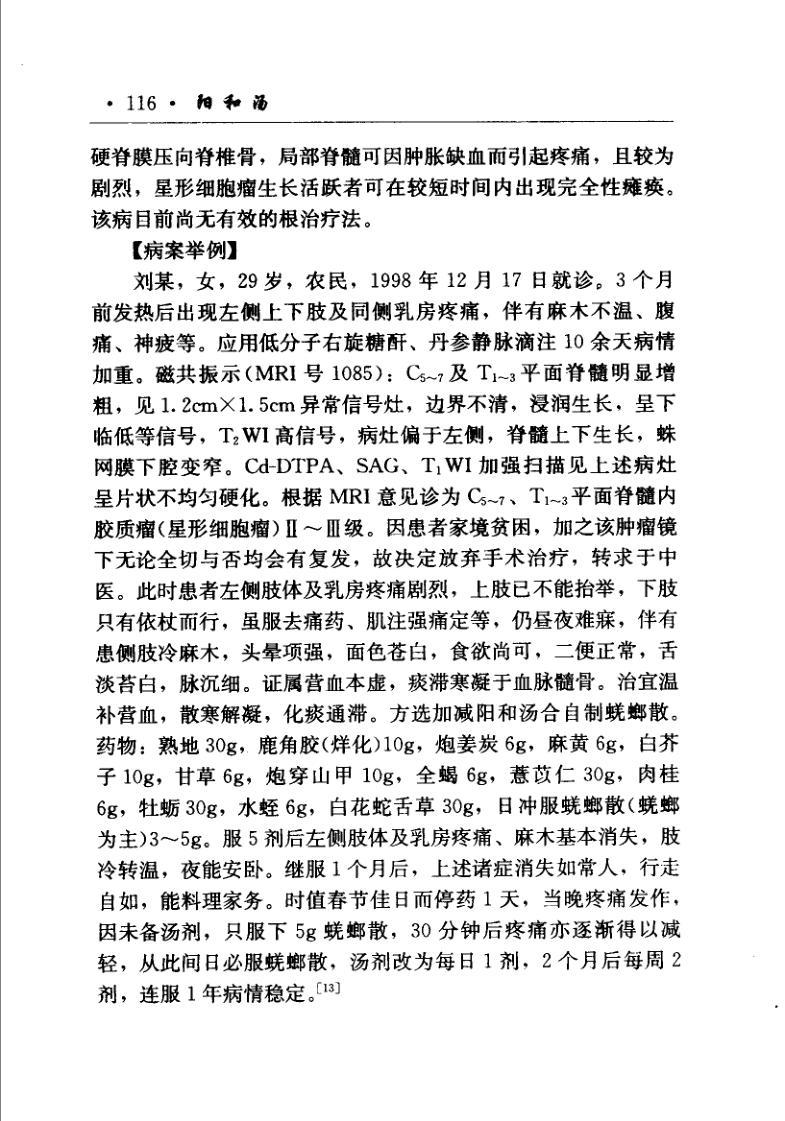 · 116 · 阳和汤
硬脊膜压向脊椎骨，局部脊髓可因肿胀缺血而引起疼痛，且较为
剧烈，星形细胞瘤生长活跃者可在较短时间内出现完全性瘫痪。
该病目前尚无有效的根治疗法。
【病案举例】
刘某，女，29岁，农民，1998年12月17日就诊。3个月
前发热后出现左侧上下肢及同侧乳房疼痛，伴有麻木不温、腹
痛、神疲等。应用低分子右旋糖酐、丹参静脉滴注10余天病情
加重。磁共振示(MRI号1085)：C₅～₇及T₁～₃平面脊髓明显增
粗，见1.2cm×1.5cm异常信号灶，边界不清，浸润生长，呈下
临低等信号，T₂WI高信号，病灶偏于左侧，脊髓上下生长，蛛
网膜下腔变窄。Cd-DTPA、SAG、T₁WI加强扫描见上述病灶
呈片状不均匀硬化。根据MRI意见诊为C₅～₇、T₁～₃平面脊髓内
胶质瘤(星形细胞瘤)Ⅱ～Ⅲ级。因患者家境贫困，加之该肿瘤镜
下无论全切与否均会有复发，故决定放弃手术治疗，转求于中
医。此时患者左侧肢体及乳房疼痛剧烈，上肢已不能抬举，下肢
只有依杖而行，虽服去痛药、肌注强痛定等，仍昼夜难寐，伴有
患侧肢冷麻木，头晕项强，面色苍白，食欲尚可，二便正常，舌
淡苔白，脉沉细。证属营血本虚，痰滞寒凝于血脉髓骨。治宜温
补营血，散寒解凝，化痰通滞。方选加减阳和汤合自制蜣螂散。
药物：熟地30g，鹿角胶(烊化)10g，炮姜炭6g，麻黄6g，白芥
子10g，甘草6g，炮穿山甲10g，全蝎6g，薏苡仁30g，肉桂
6g，牡蛎30g，水蛭6g，白花蛇舌草30g，日冲服蜣螂散(蜣螂
为主)3～5g。服5剂后左侧肢体及乳房疼痛、麻木基本消失，肢
冷转温，夜能安卧。继服1个月后，上述诸症消失如常人，行走
自如，能料理家务。时值春节佳日而停药1天，当晚疼痛发作，
因未备汤剂，只服下5g蜣螂散，30分钟后疼痛亦逐渐得以减
轻，从此间日必服蜣螂散，汤剂改为每日1剂，2个月后每周2
剂，连服1年病情稳定。[13]